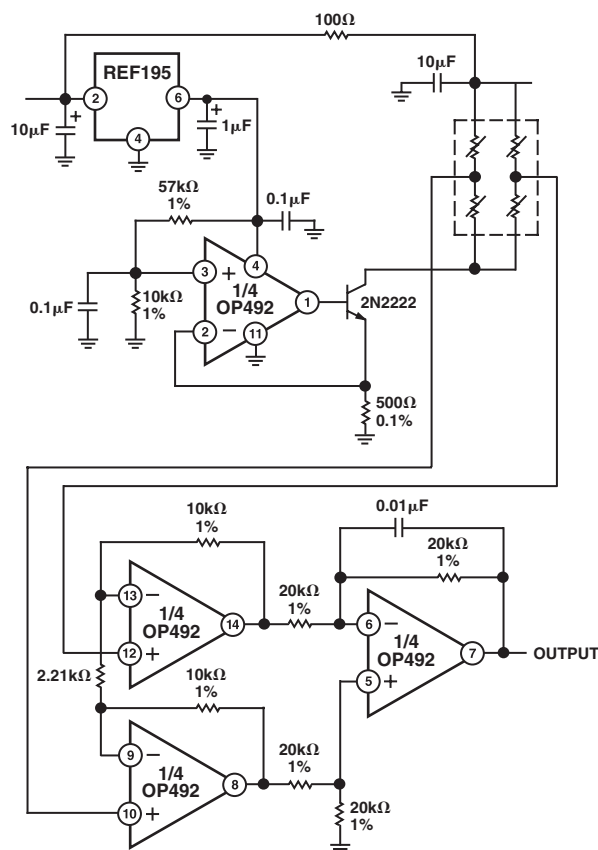 100Ω
REF195
10µF
2
6
+
+
10µF
1µF
4
57kΩ
1%
0.1µF
3
+
4
1/4
OP492
1
2N2222
0.1µF
10kΩ
1%
2
−
11
500Ω
0.1%
0.01µF
10kΩ
1%
20kΩ
1%
13
−
1/4
OP492
14
20kΩ
1%
6
−
1/4
OP492
7
OUTPUT
12
+
2.21kΩ
10kΩ
1%
5
+
9
−
1/4
OP492
8
20kΩ
1%
10
+
20kΩ
1%